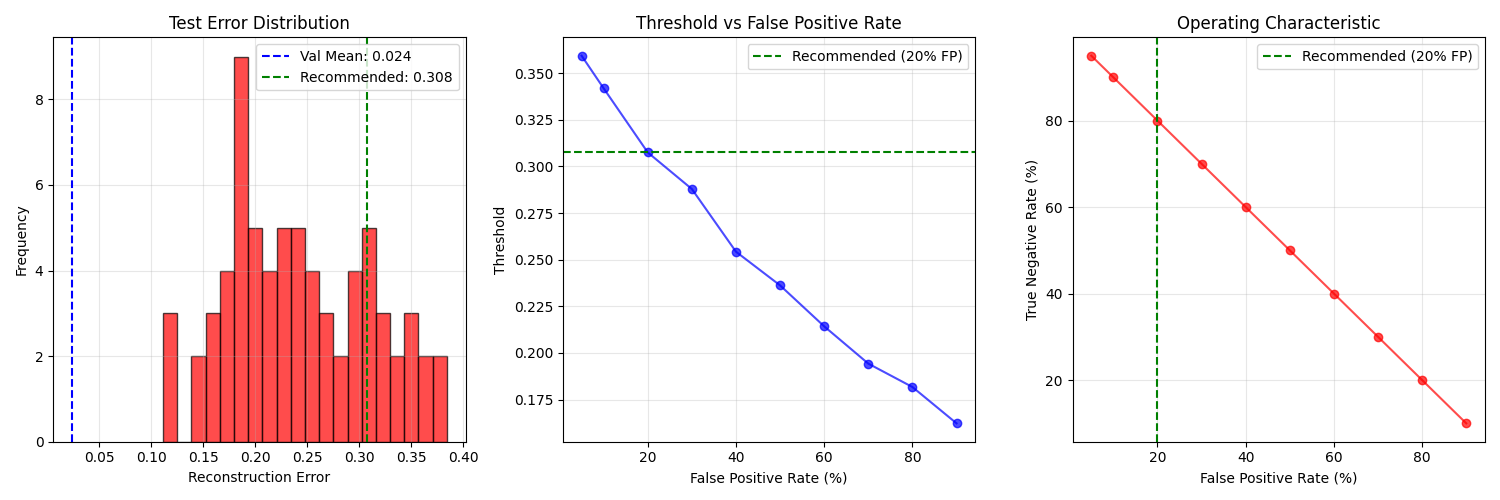 Test Error Distribution
Val Mean: 0.024
Recommended: 0.308
Frequency
8
6
4
2
0
0.05 0.10 0.15 0.20 0.25 0.30 0.35 0.40
Reconstruction Error
Threshold vs False Positive Rate
Recommended (20% FP)
Threshold
0.350
0.325
0.300
0.275
0.250
0.225
0.200
0.175
20 40 60 80
False Positive Rate (%)
Operating Characteristic
Recommended (20% FP)
True Negative Rate (%)
80
60
40
20
20 40 60 80
False Positive Rate (%)